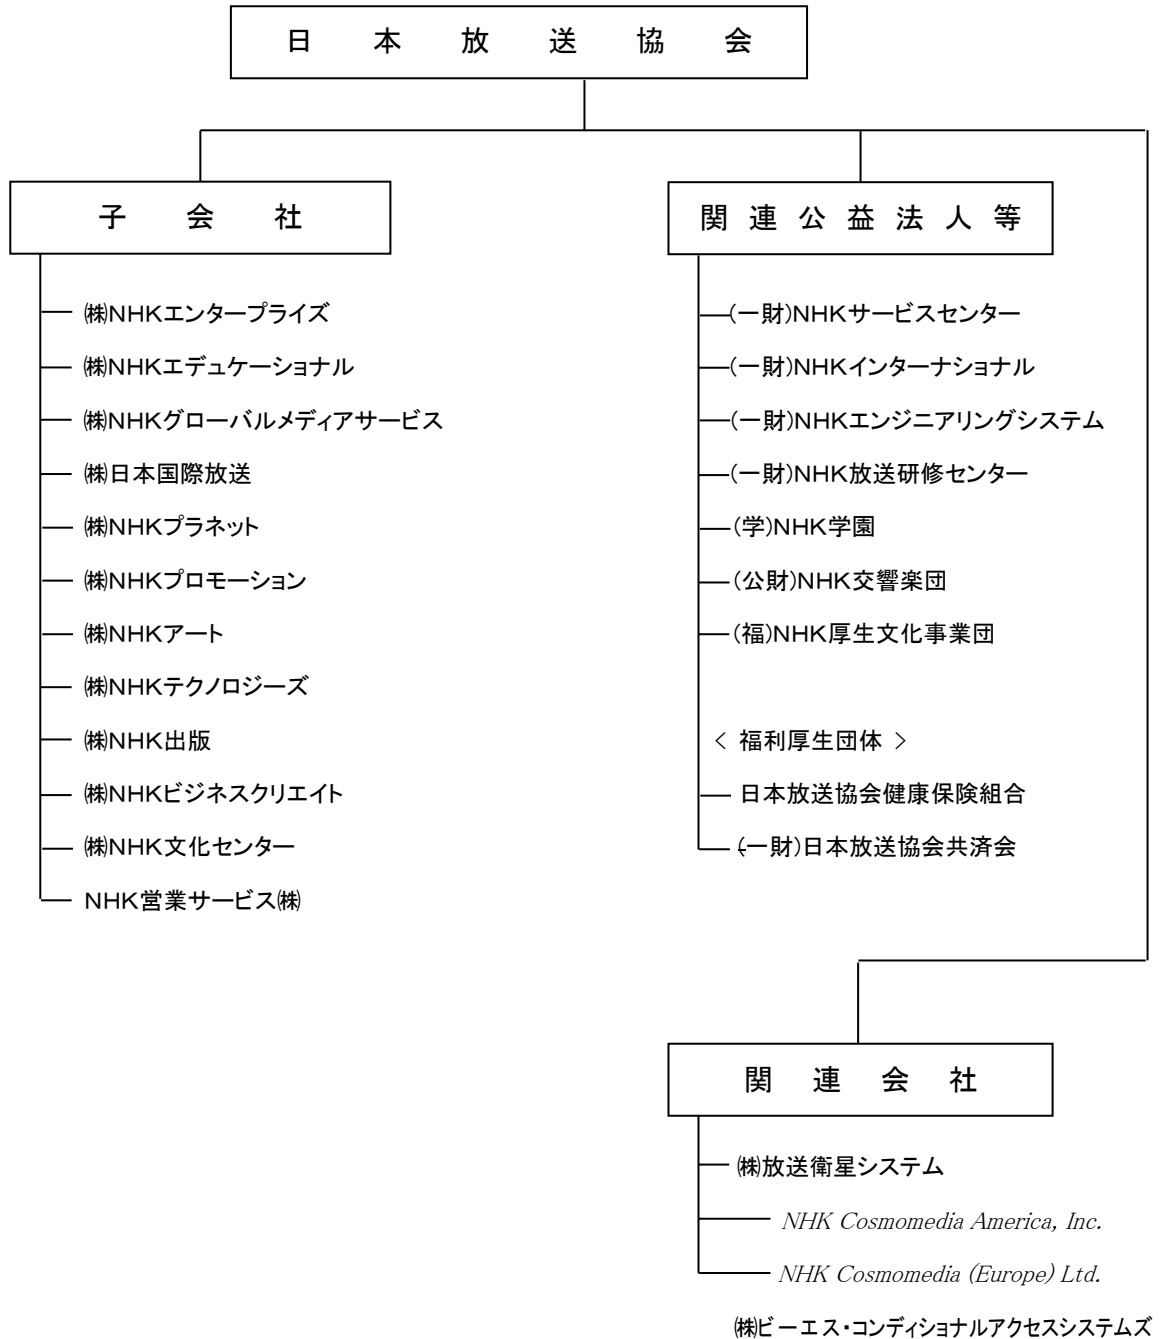 日本放送協会
子会社
㈱NHKエンタープライズ
㈱NHKエデュケーショナル
㈱NHKグローバルメディアサービス
㈱日本国際放送
㈱NHKプラネット
㈱NHKプロモーション
㈱NHKアート
㈱NHKテクノロジーズ
㈱NHK出版
㈱NHKビジネスクリエイト
㈱NHK文化センター
NHK営業サービス㈱
関連公益法人等
(一財)NHKサービスセンター
(一財)NHKインターナショナル
(一財)NHKエンジニアリングシステム
(一財)NHK放送研修センター
(学)NHK学園
(公財)NHK交響楽団
(福)NHK厚生文化事業団
< 福利厚生団体 >
日本放送協会健康保険組合
(一財)日本放送協会共済会
関連会社
㈱放送衛星システム
NHK Cosmomedia America, Inc.
NHK Cosmomedia (Europe) Ltd.
㈱ビーエス・コンディショナルアクセスシステムズ